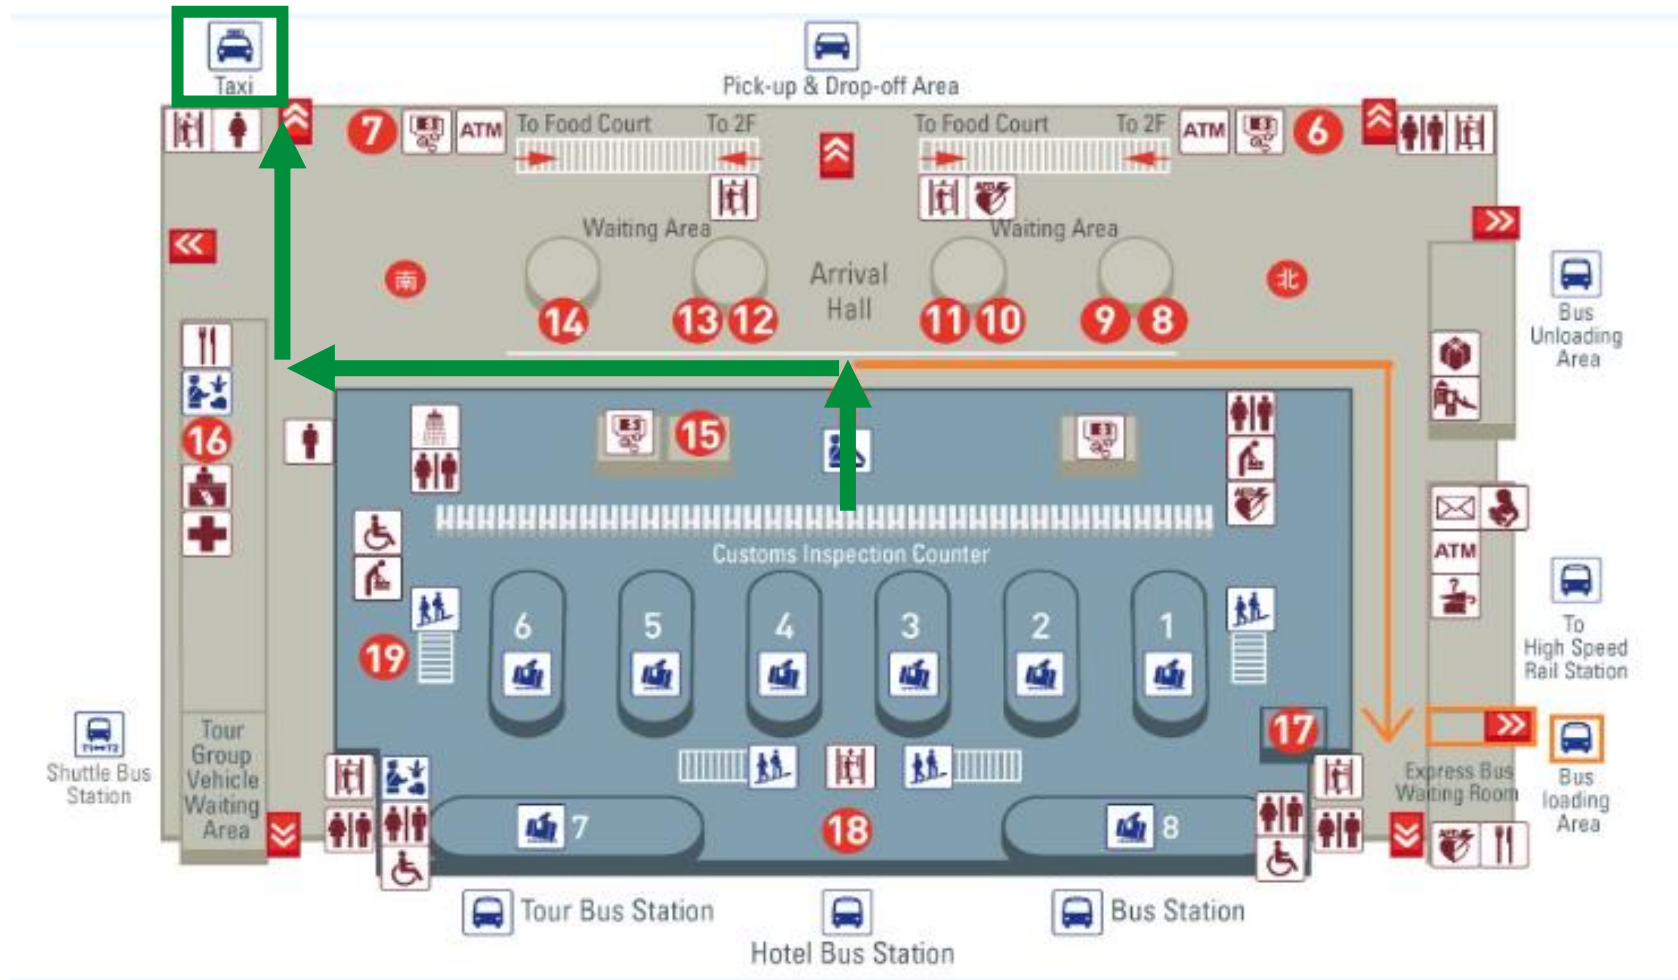 Taxi
Pick-up & Drop-off Area
7
ATM
To Food Court
To 2F
To Food Court
To 2F
ATM
6
Waiting Area
Waiting Area
南
Arrival
Hall
北
14
13
12
11
10
9
8
Bus
Unloading
Area
16
15
AED
Customs Inspection Counter
ATM
6
5
4
3
2
1
19
To
High Speed
Rail Station
17
Tour
Group
Vehicle
Waiting
Area
Shuttle Bus
Station
T1↔T2
Express Bus
Waiting Room
Bus
loading
Area
7
18
8
Tour Bus Station
Hotel Bus Station
Bus Station